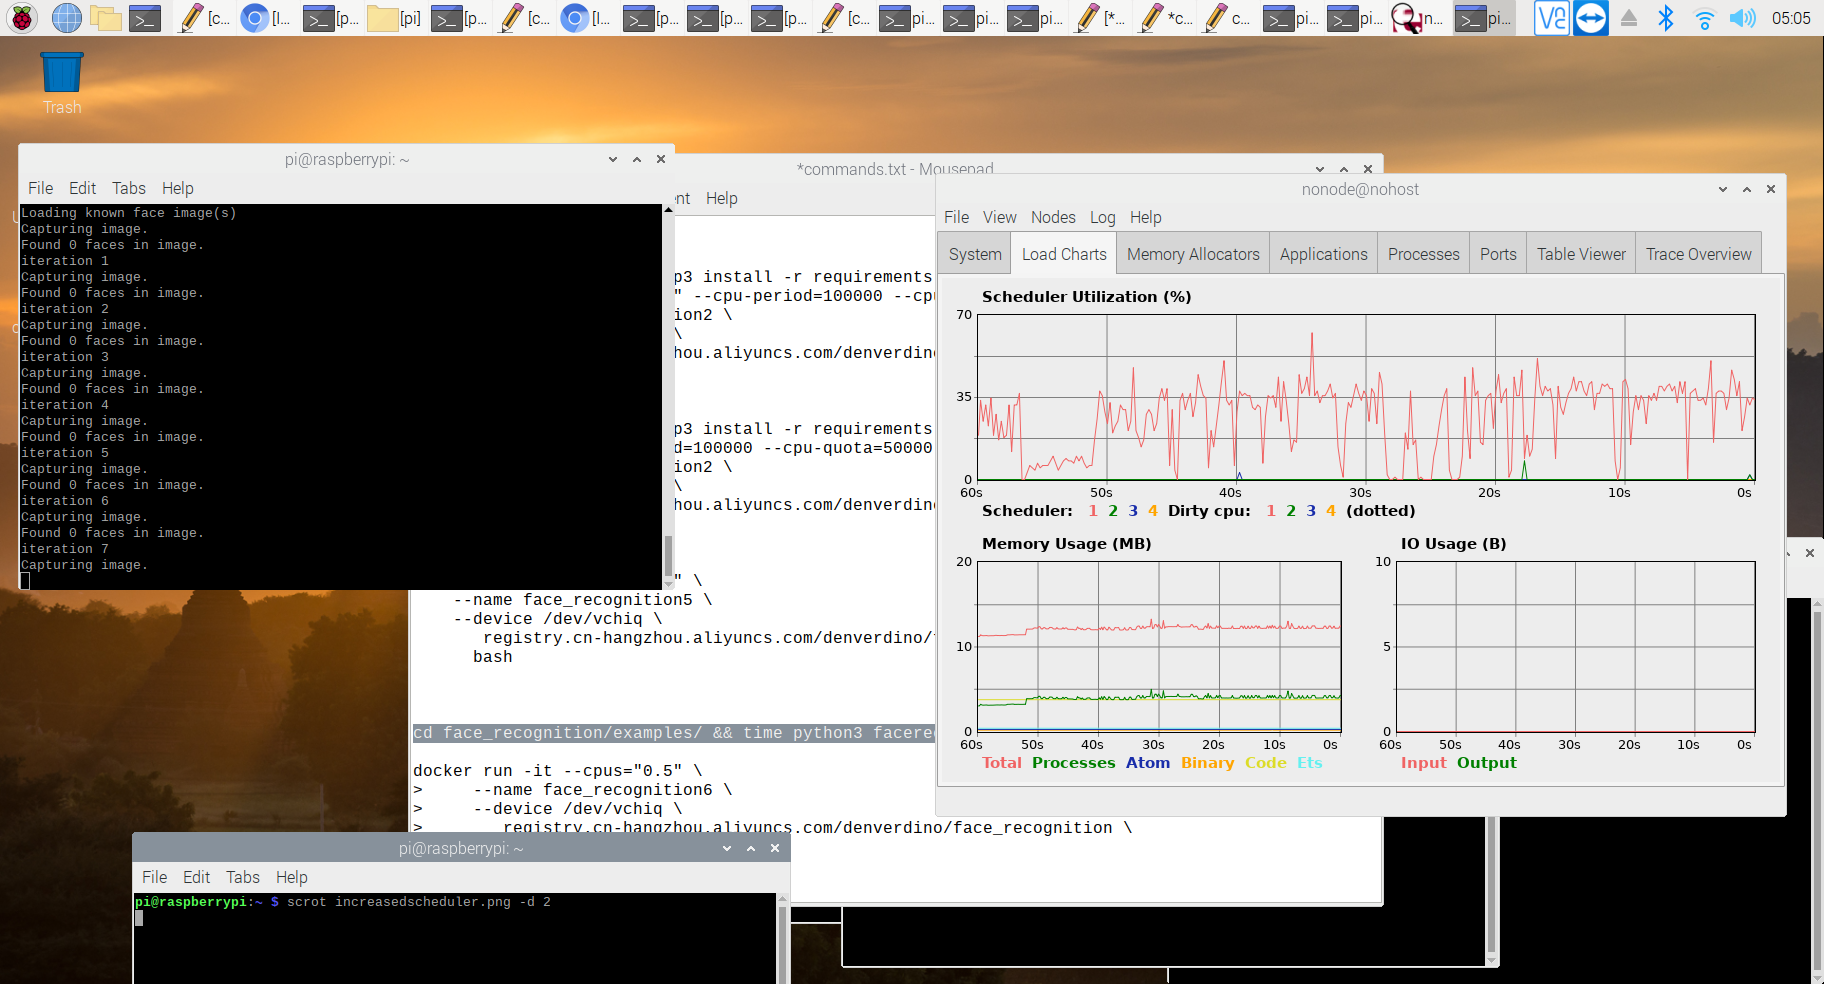 [c... [I... [p... [pi] [p... [c... [I... [p... [p... [p... [c... pi... pi... pi... [*... *c... c... pi... pi... n... pi... 05:05
Trash
pi@raspberrypi: ~
File Edit Tabs Help
Loading known face image(s)
Capturing image.
Found 0 faces in image.
iteration 1
Capturing image.
Found 0 faces in image.
iteration 2
Capturing image.
Found 0 faces in image.
iteration 3
Capturing image.
Found 0 faces in image.
iteration 4
Capturing image.
Found 0 faces in image.
iteration 5
Capturing image.
Found 0 faces in image.
iteration 6
Capturing image.
Found 0 faces in image.
iteration 7
Capturing image.
*commands.txt - Mousepad
nt Help
p3 install -r requirements
" --cpu-period=100000 --cpu
ion2 \
\
hou.aliyuncs.com/denverdino
p3 install -r requirements
d=100000 --cpu-quota=50000
ion2 \
\
hou.aliyuncs.com/denverdino
" \
--name face_recognition5 \
--device /dev/vchiq \
registry.cn-hangzhou.aliyuncs.com/denverdino/
bash
cd face_recognition/examples/ && time python3 facerec
docker run -it --cpus="0.5" \
> --name face_recognition6 \
> --device /dev/vchiq \
> registry.cn-hangzhou.aliyuncs.com/denverdino/face_recognition \
nonode@nohost
File View Nodes Log Help
System Load Charts Memory Allocators Applications Processes Ports Table Viewer Trace Overview
Scheduler Utilization (%)
70
35
0
60s 50s 40s 30s 20s 10s 0s
Scheduler: 1 2 3 4 Dirty cpu: 1 2 3 4 (dotted)
Memory Usage (MB)
20
10
0
60s 50s 40s 30s 20s 10s 0s
Total Processes Atom Binary Code Ets
IO Usage (B)
10
5
0
60s 50s 40s 30s 20s 10s 0s
Input Output
pi@raspberrypi: ~
File Edit Tabs Help
pi@raspberrypi:~ $ scrot increasedscheduler.png -d 2